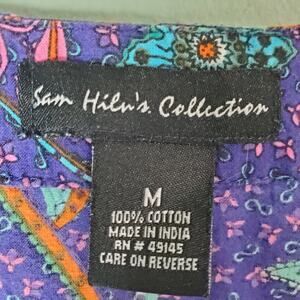 Sam Hilu's Collection
M
100% COTTON
MADE IN INDIA
RN # 49145
CARE ON REVERSE